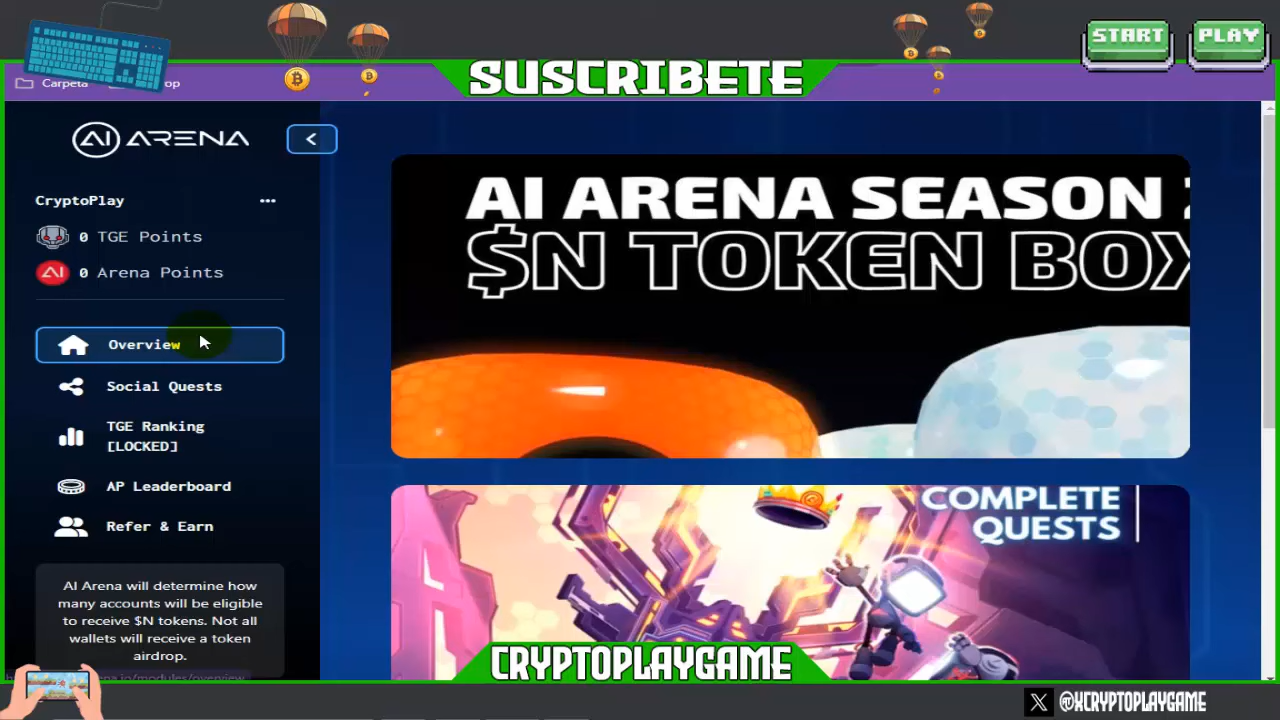 START
PLAY
SUSCRIBETE
Carpeta
AI ARENA
CryptoPlay
0 TGE Points
0 Arena Points
Overview
Social Quests
TGE Ranking
[LOCKED]
AP Leaderboard
Refer & Earn
AI Arena will determine how
many accounts will be eligible
to receive $N tokens. Not all
wallets will receive a token
airdrop.
AI ARENA SEASON
$N TOKEN BOX
COMPLETE
QUESTS
CRYPTOPLAYGAME
@XCRYPTOPLAYGAME